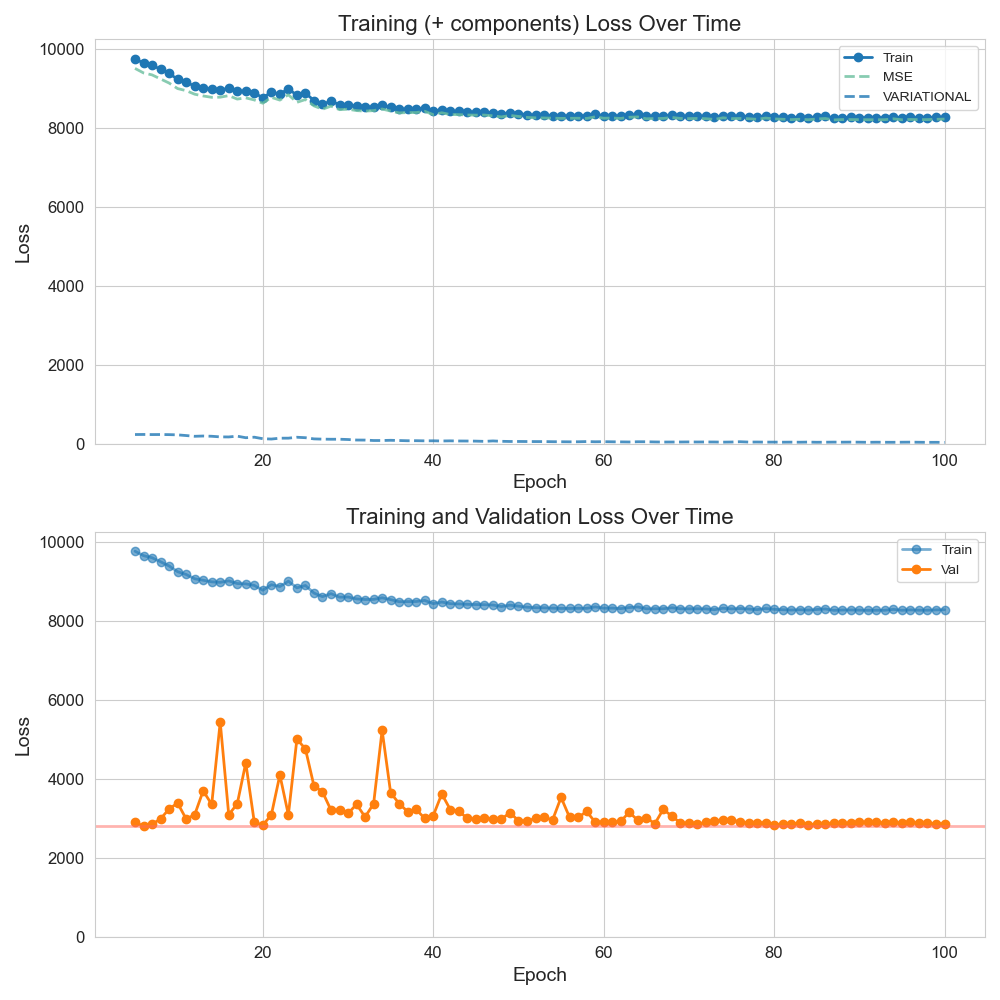 Training (+ components) Loss Over Time
10000
8000
6000
4000
2000
0
Loss
Train
MSE
VARIATIONAL
20
40
60
80
100
Epoch
Training and Validation Loss Over Time
10000
8000
6000
4000
2000
0
Loss
Train
Val
20
40
60
80
100
Epoch